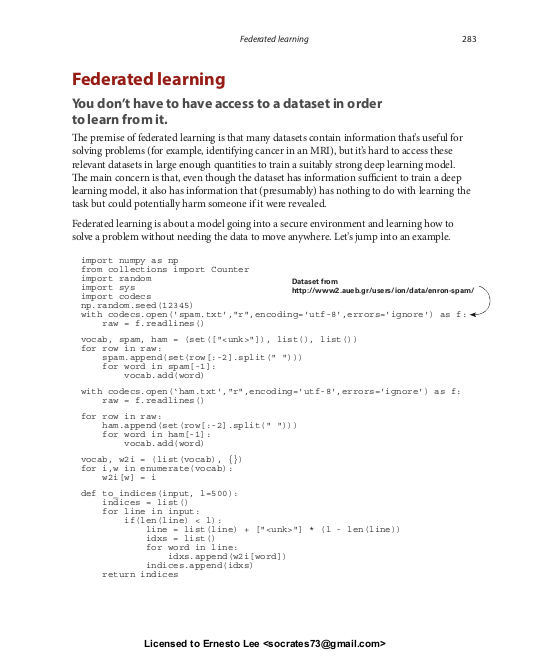 Federated learning
283
Federated learning
You don't have to have access to a dataset in order
to learn from it.
The premise of federated learning is that many datasets contain information that's useful for
solving problems (for example, identifying cancer in an MRI), but it's hard to access these
relevant datasets in large enough quantities to train a suitably strong deep learning model.
The main concern is that, even though the dataset has information sufficient to train a deep
learning model, it also has information that (presumably) has nothing to do with learning the
task but could potentially harm someone if it were revealed.
Federated learning is about a model going into a secure environment and learning how to
solve a problem without needing the data to move anywhere. Let's jump into an example.
import numpy as np
from collections import Counter
import random
import sys
import codecs
Dataset from
http://www2.aueb.gr/users/ion/data/enron-spam/
np.random.seed(12345)
with codecs.open('spam.txt',"r",encoding='utf-8',errors='ignore') as f:
    raw = f.readlines()
vocab, spam, ham = (set(["<unk>"]), list(), list())
for row in raw:
    spam.append(set(row[:-2].split(" ")))
    for word in spam[-1]:
        vocab.add(word)
with codecs.open(‘ham.txt',"r",encoding='utf-8',errors='ignore') as f:
    raw = f.readlines()
for row in raw:
    ham.append(set(row[:-2].split(" ")))
    for word in ham[-1]:
        vocab.add(word)
vocab, w2i = (list(vocab), {})
for i,w in enumerate(vocab):
    w2i[w] = i
def to_indices(input, l=500):
    indices = list()
    for line in input:
        if(len(line) < l):
            line = list(line) + ["<unk>"] * (l - len(line))
            idxs = list()
            for word in line:
                idxs.append(w2i[word])
            indices.append(idxs)
    return indices
Licensed to Ernesto Lee <socrates73@gmail.com>